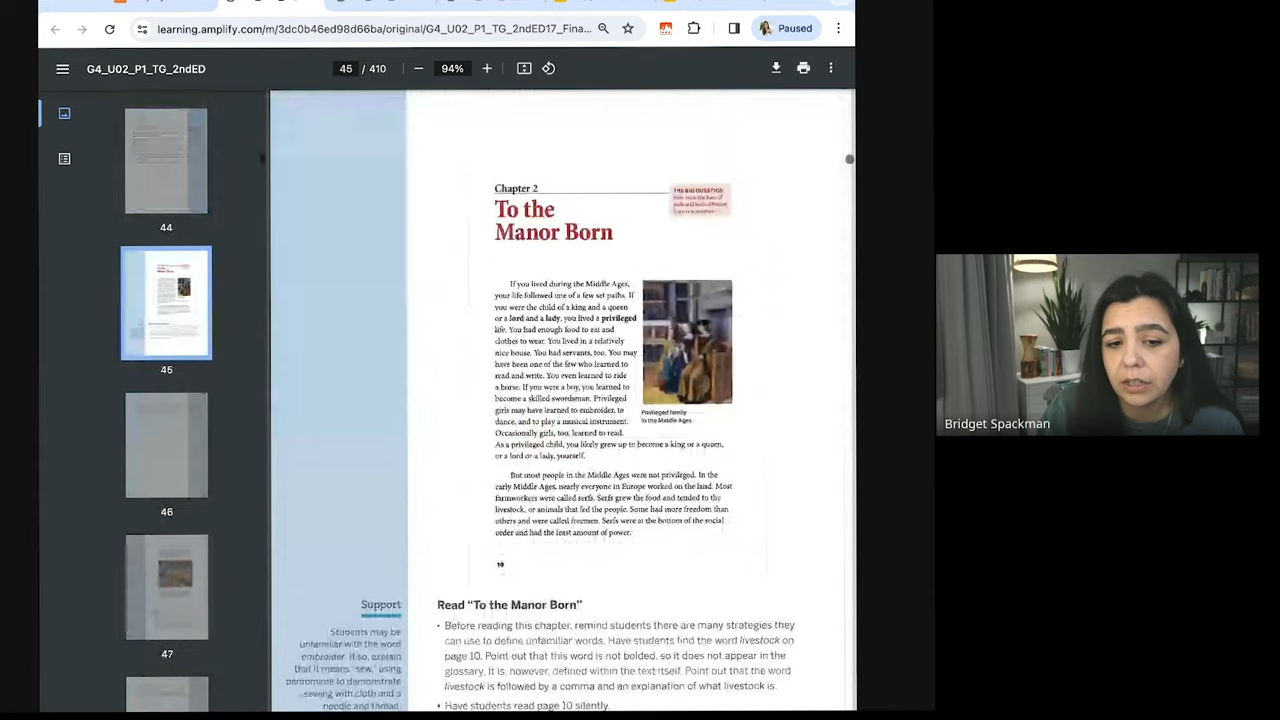 Paused
learning.amplify.com/m/3dc0b46ed98d66ba/original/G4_U02_P1_TG_2ndED17_Fina...
G4_U02_P1_TG_2ndED
45 / 410
94%
44
45
46
47
Chapter 2
To the
Manor Born
THE BIG QUESTION
If you lived during the Middle Ages,
your life followed one of a few set paths. If
you were the child of a king and a queen
or a lord and a lady, you lived a privileged
life. You had enough food to eat and
clothes to wear. You lived in a relatively
nice house. You had servants, too. You may
have been one of the few who learned to
read and write. You even learned to ride
a horse. If you were a boy, you learned to
become a skilled swordsman. Privileged
girls may have learned to embroider, to
dance, and to play a musical instrument.
Occasionally girls, too, learned to read.
As a privileged child, you likely grew up to become a king or a queen,
or a lord or a lady, yourself.
Privileged family
in the Middle Ages
But most people in the Middle Ages were not privileged. In the
early Middle Ages, nearly everyone in Europe worked on the land. Most
farmworkers were called serfs. Serfs grew the food and tended to the
livestock, or animals that fed the people. Some had more freedom than
others and were called freemen. Serfs were at the bottom of the social
order and had the least amount of power.
10
Support
Students may be
unfamiliar with the word
embroider. If so, explain
that it means "sew," using
pantomime to demonstrate
sewing with cloth and a
needle and thread.
Read "To the Manor Born"
• Before reading this chapter, remind students there are many strategies they
can use to define unfamiliar words. Have students find the word livestock on
page 10. Point out that this word is not bolded, so it does not appear in the
glossary. It is, however, defined within the text itself. Point out that the word
livestock is followed by a comma and an explanation of what livestock is.
• Have students read page 10 silently.
Bridget Spackman